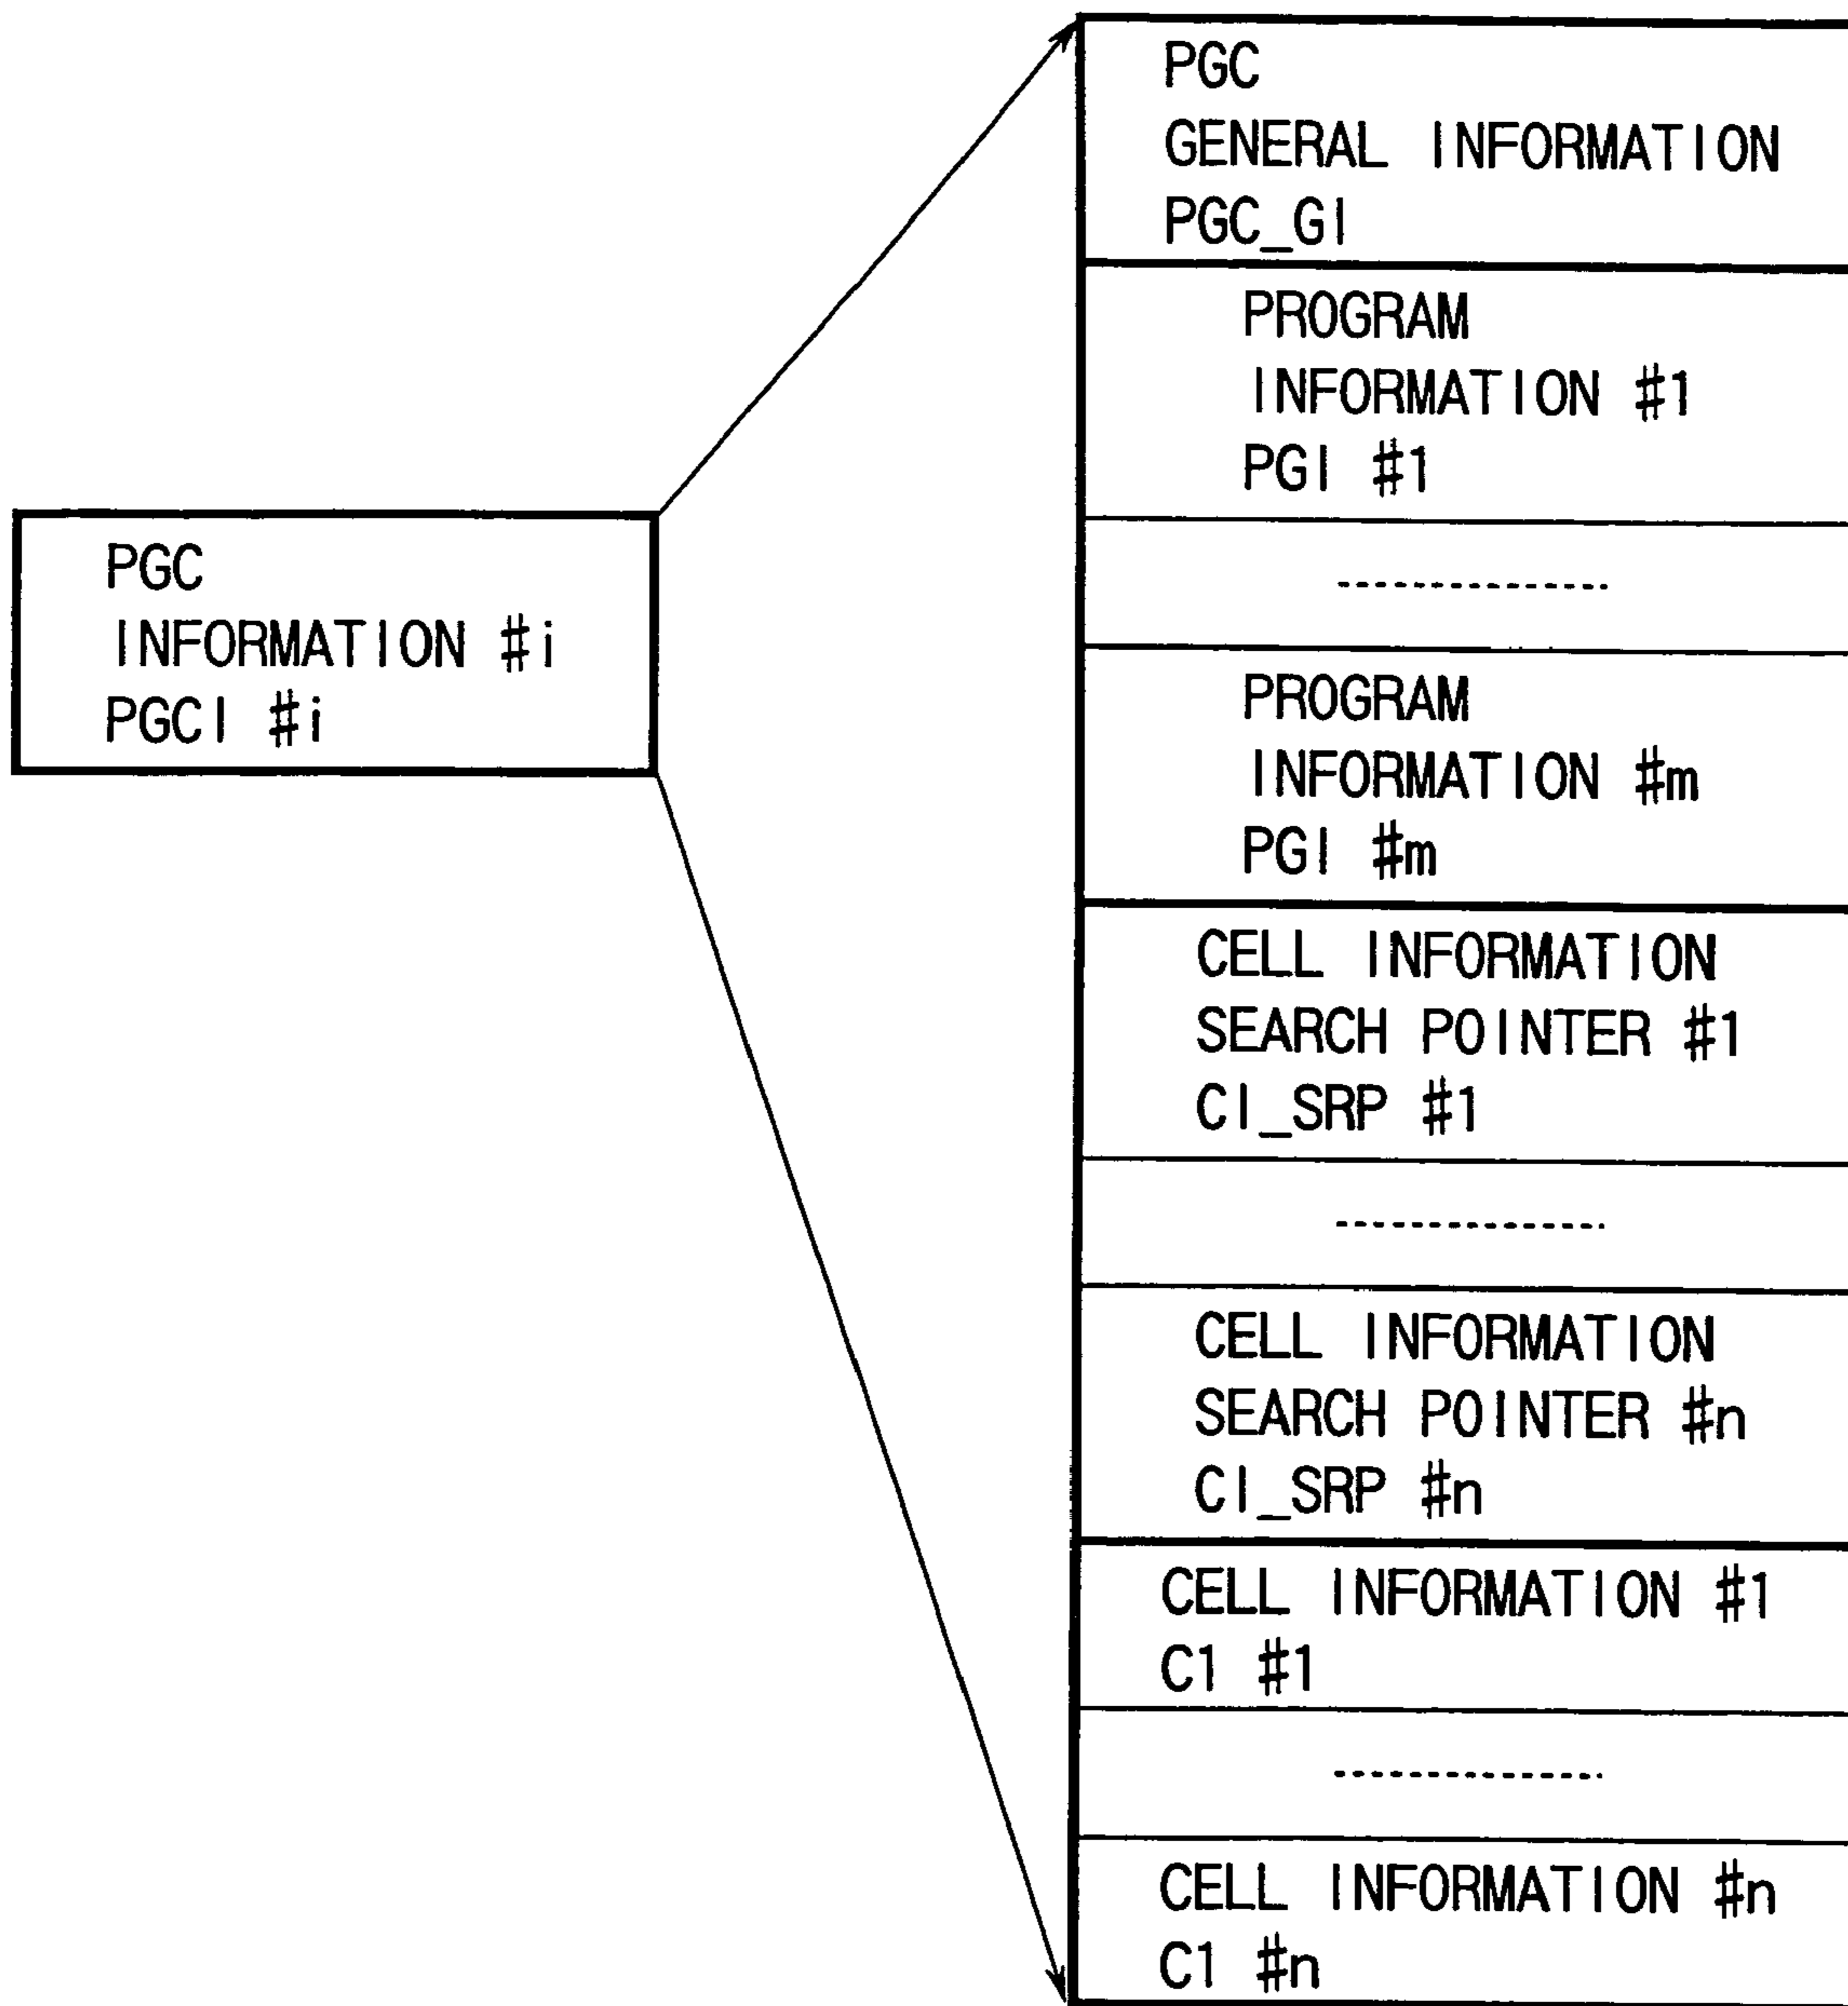 PGC
INFORMATION #i
PGCI #i
PGC
GENERAL INFORMATION
PGC_GI
PROGRAM
INFORMATION #1
PGI #1
PROGRAM
INFORMATION #m
PGI #m
CELL INFORMATION
SEARCH POINTER #1
CI_SRP #1
CELL INFORMATION
SEARCH POINTER #n
CI_SRP #n
CELL INFORMATION #1
C1 #1
CELL INFORMATION #n
C1 #n